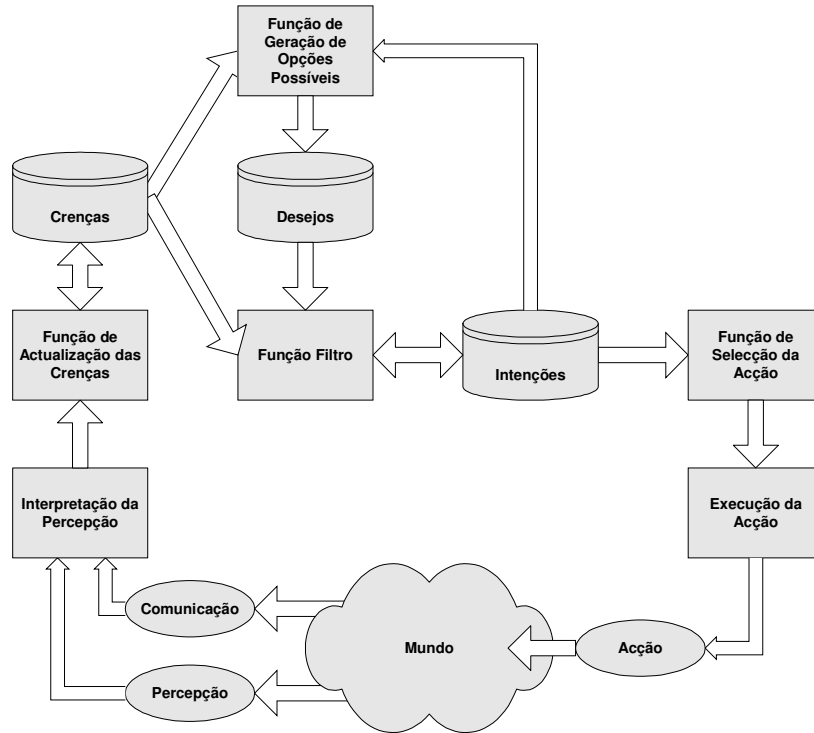 Função de
Geração de
Opções
Possíveis
Crenças
Desejos
Função de
Actualização das
Crenças
Função Filtro
Intenções
Função de
Selecção da
Acção
Interpretação da
Percepção
Execução da
Acção
Comunicação
Mundo
Acção
Percepção